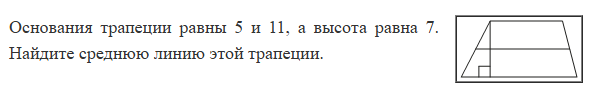 Основания трапеции равны 5 и 11, а высота равна 7.
Найдите среднюю линию этой трапеции.